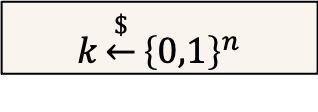 k $← {0,1}ⁿ